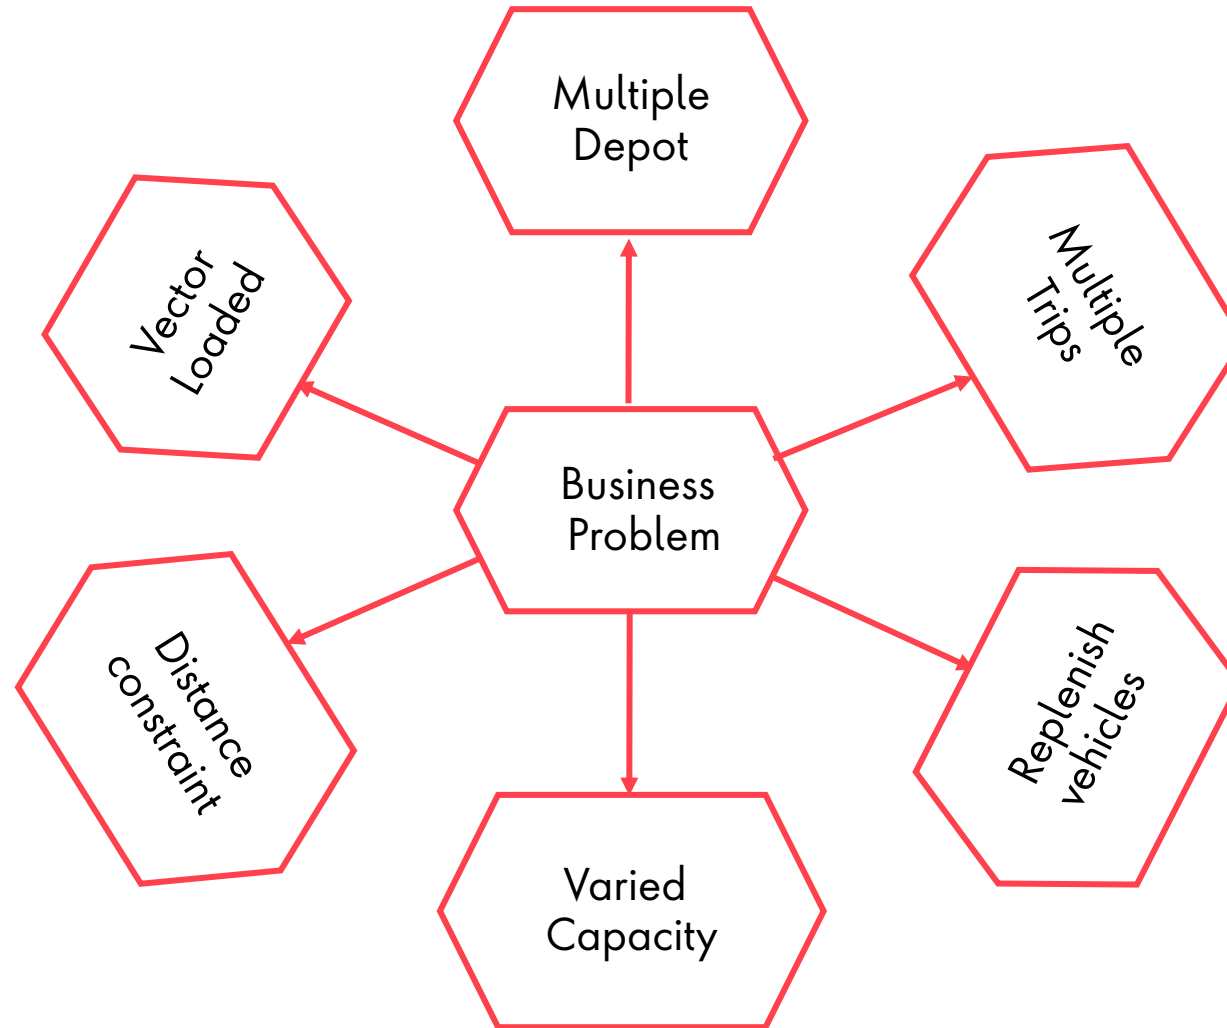 Multiple
Depot
Vector
Loaded
Multiple
Trips
Business
Problem
Distance
constraint
Replenish
vehicles
Varied
Capacity